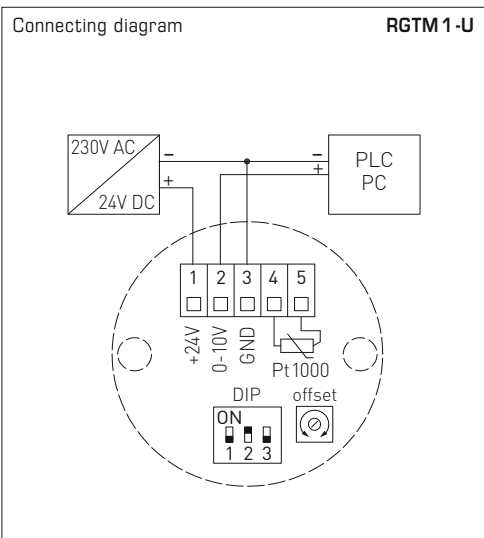 Connecting diagram RGTM 1-U
230V AC
24V DC
–
+
–
+
PLC
PC
1 2 3 4 5
+24V
0-10V
GND
Pt1000
DIP
offset
ON
1 2 3